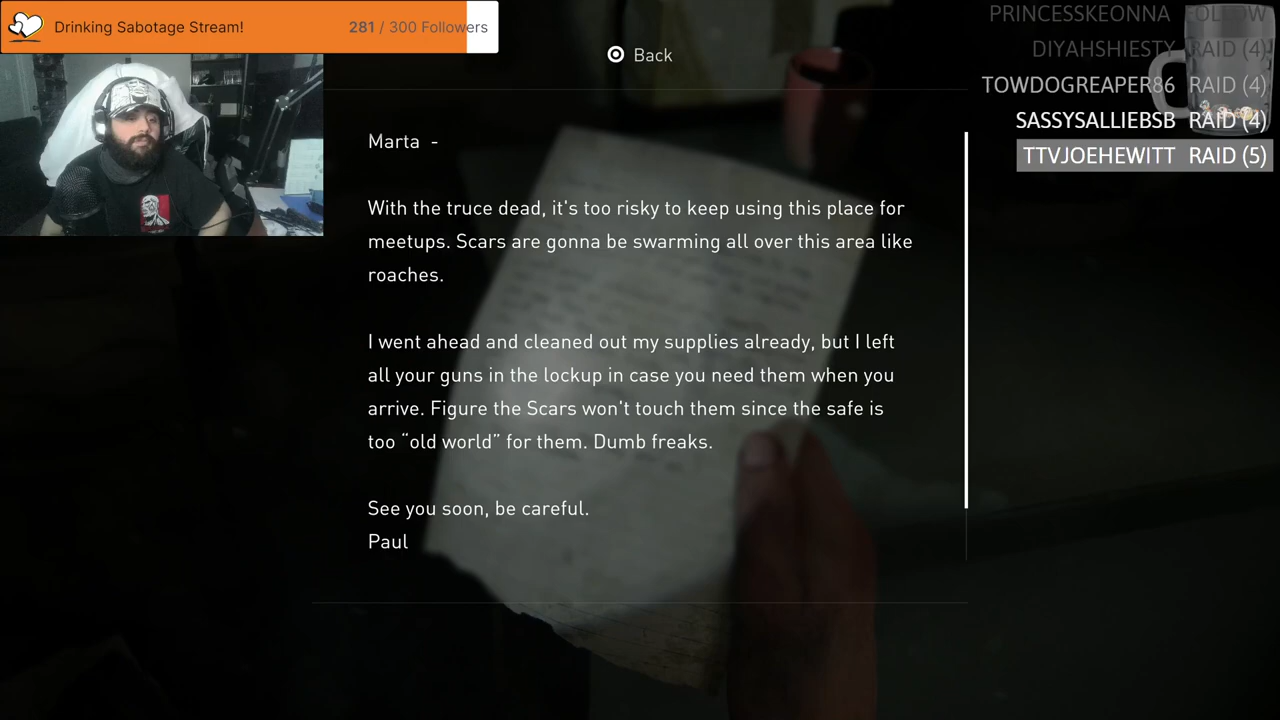 Drinking Sabotage Stream!
281 / 300 Followers
Back
PRINCESSKEONNA FOLLOW
DIYAHSHIESTY RAID (4)
TOWDOGREAPER86 RAID (4)
SASSYSALLIEBSB RAID (4)
TTVJOEHEWITT RAID (5)
Marta -
With the truce dead, it's too risky to keep using this place for
meetups. Scars are gonna be swarming all over this area like
roaches.
I went ahead and cleaned out my supplies already, but I left
all your guns in the lockup in case you need them when you
arrive. Figure the Scars won't touch them since the safe is
too “old world” for them. Dumb freaks.
See you soon, be careful.
Paul